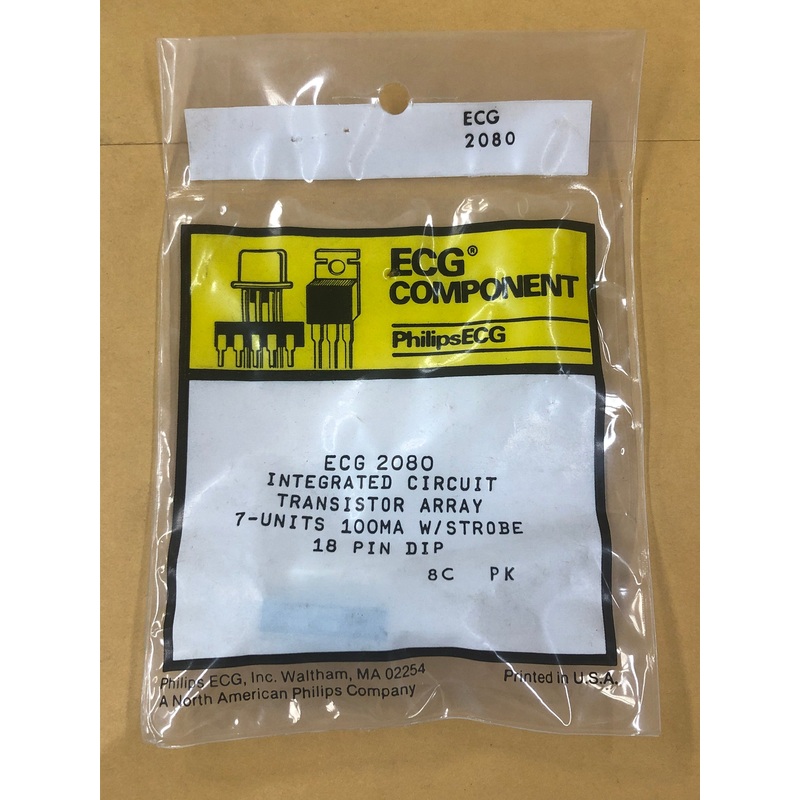 ECG
2080
ECG®
COMPONENT
PhilipsECG
ECG 2080
INTEGRATED CIRCUIT
TRANSISTOR ARRAY
7-UNITS 100MA W/STROBE
18 PIN DIP
8C PK
Philips ECG, Inc. Waltham, MA 02254
A North American Philips Company
Printed in U.S.A.